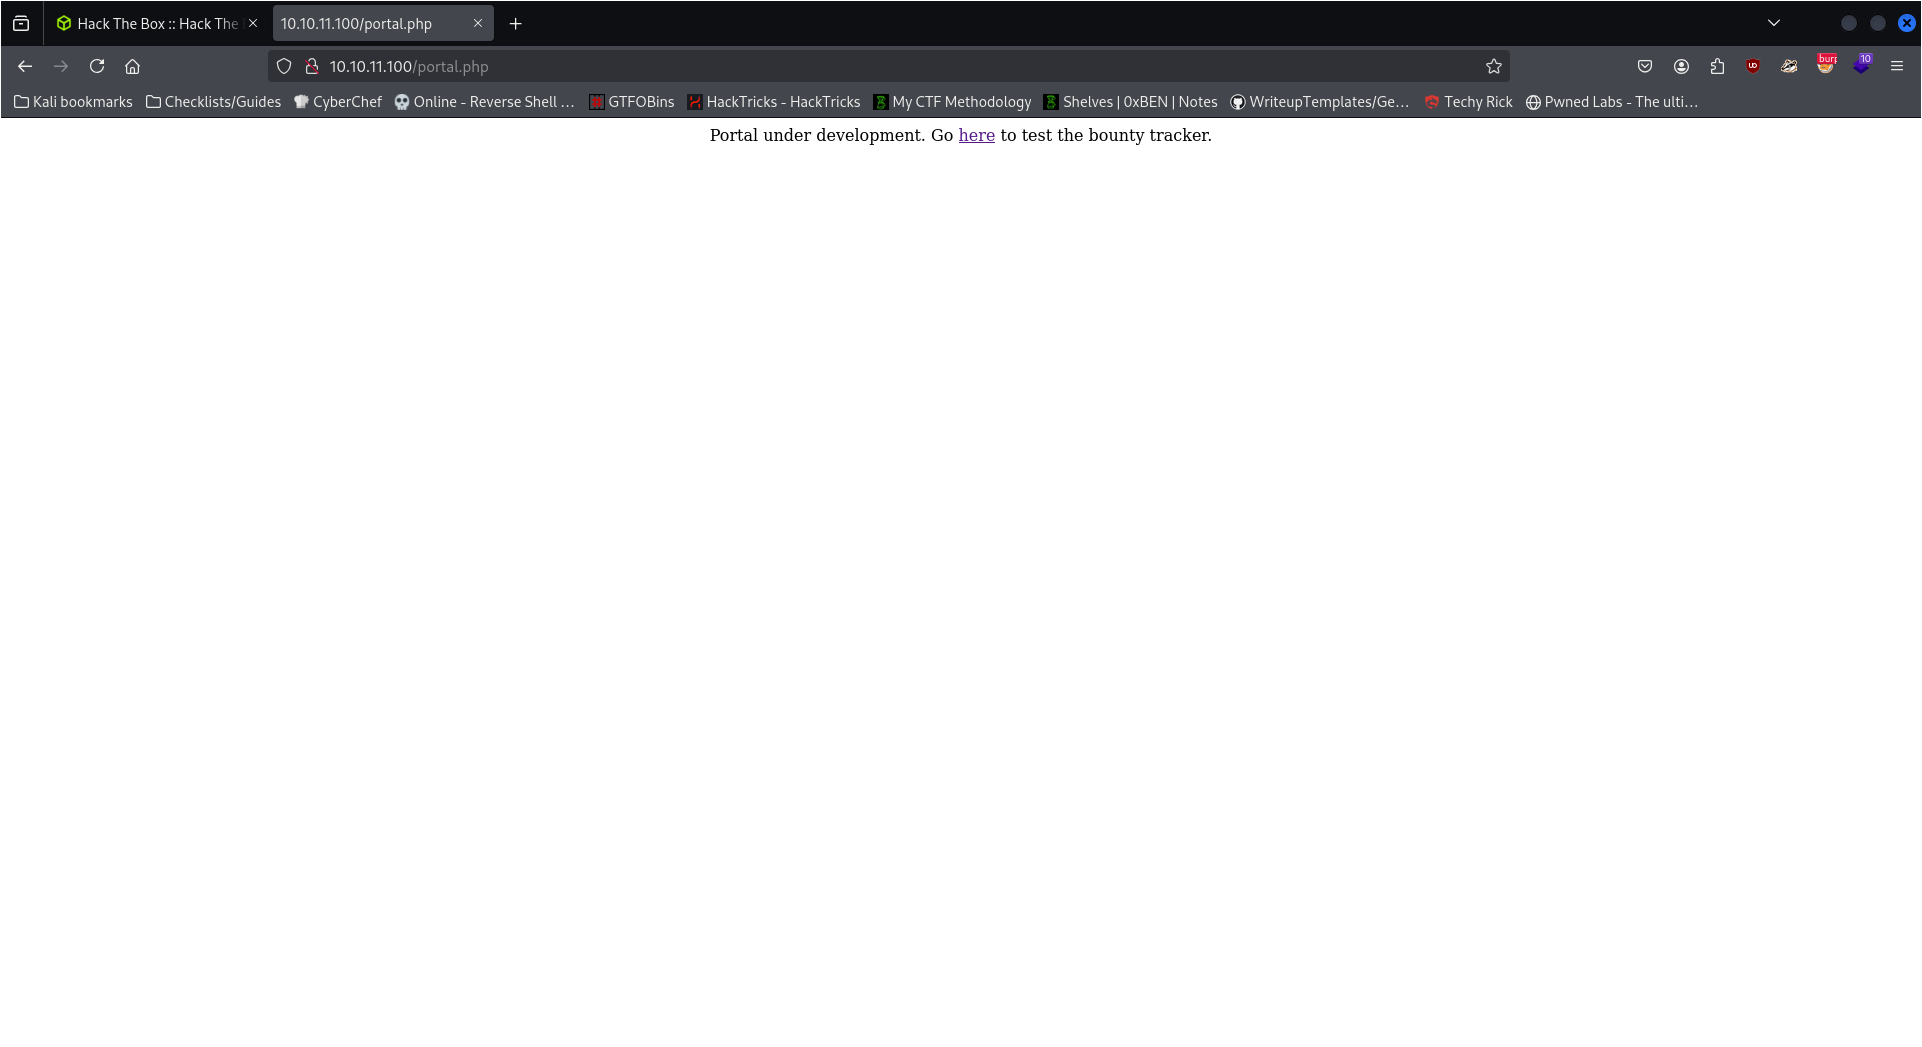 Hack The Box :: Hack The
10.10.11.100/portal.php
10.10.11.100/portal.php
burp
10
Kali bookmarks Checklists/Guides CyberChef Online - Reverse Shell … GTFOBins HackTricks - HackTricks My CTF Methodology Shelves | 0xBEN | Notes WriteupTemplates/Ge… Techy Rick Pwned Labs - The ulti…
Portal under development. Go here to test the bounty tracker.